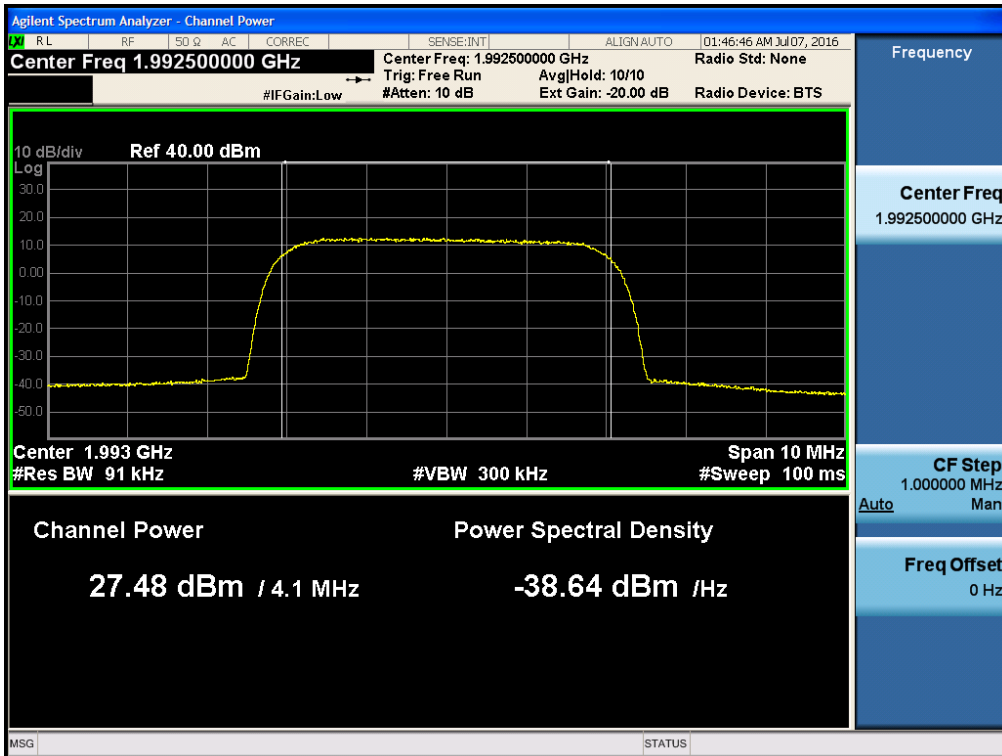 Agilent Spectrum Analyzer - Channel Power
LXI RL RF 50 Ω AC CORREC SENSE:INT ALIGN AUTO 01:46:46 AM Jul 07, 2016
Center Freq 1.992500000 GHz
Center Freq: 1.992500000 GHz Radio Std: None
Trig: Free Run Avg|Hold: 10/10
#IFGain:Low #Atten: 10 dB Ext Gain: -20.00 dB Radio Device: BTS
10 dB/div Ref 40.00 dBm
Log
30.0
20.0
10.0
0.00
-10.0
-20.0
-30.0
-40.0
-50.0
Center 1.993 GHz Span 10 MHz
#Res BW 91 kHz #VBW 300 kHz #Sweep 100 ms
Channel Power Power Spectral Density
27.48 dBm / 4.1 MHz -38.64 dBm /Hz
MSG STATUS
Frequency
Center Freq
1.992500000 GHz
CF Step
1.000000 MHz
Auto Man
Freq Offset
0 Hz